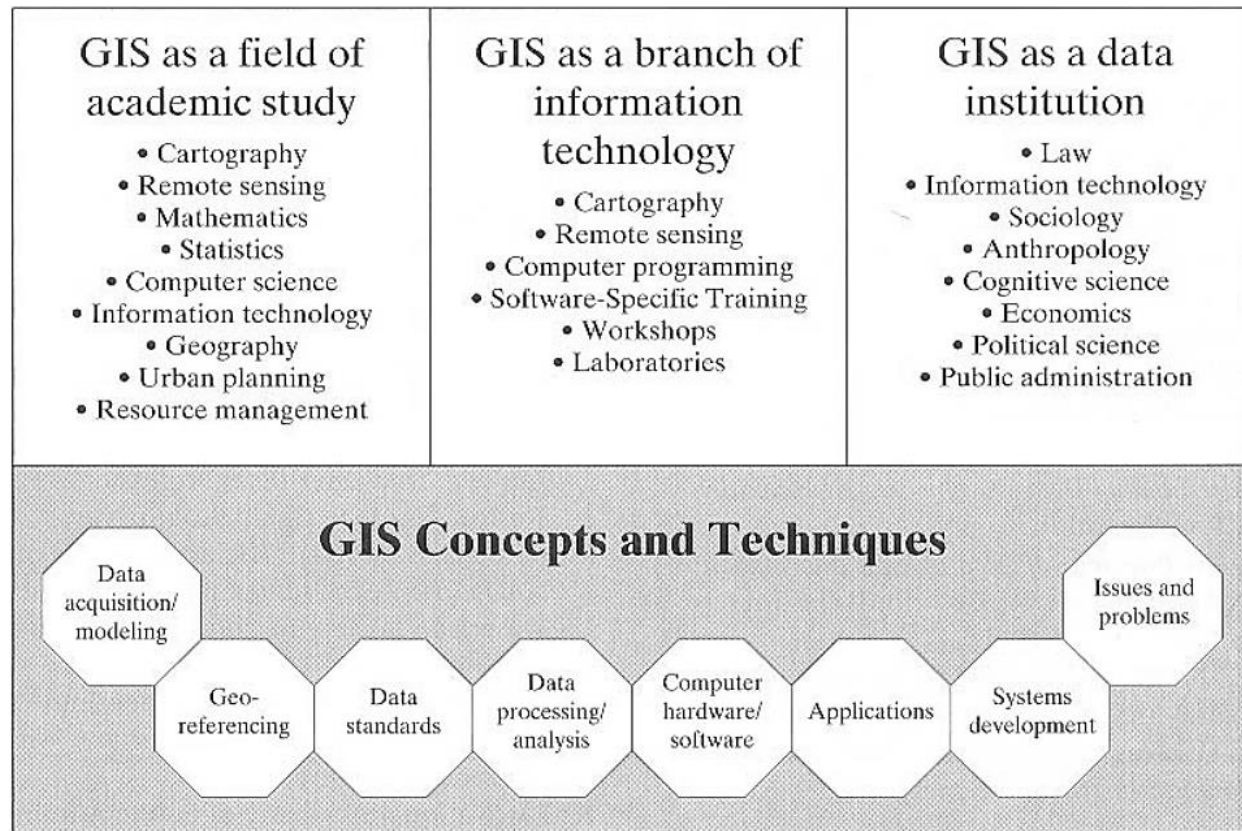 GIS as a field of
academic study
• Cartography
• Remote sensing
• Mathematics
• Statistics
• Computer science
• Information technology
• Geography
• Urban planning
• Resource management
GIS as a branch of
information
technology
• Cartography
• Remote sensing
• Computer programming
• Software-Specific Training
• Workshops
• Laboratories
GIS as a data
institution
• Law
• Information technology
• Sociology
• Anthropology
• Cognitive science
• Economics
• Political science
• Public administration
GIS Concepts and Techniques
Data
acquisition/
modeling
Geo-
referencing
Data
standards
Data
processing/
analysis
Computer
hardware/
software
Applications
Systems
development
Issues and
problems